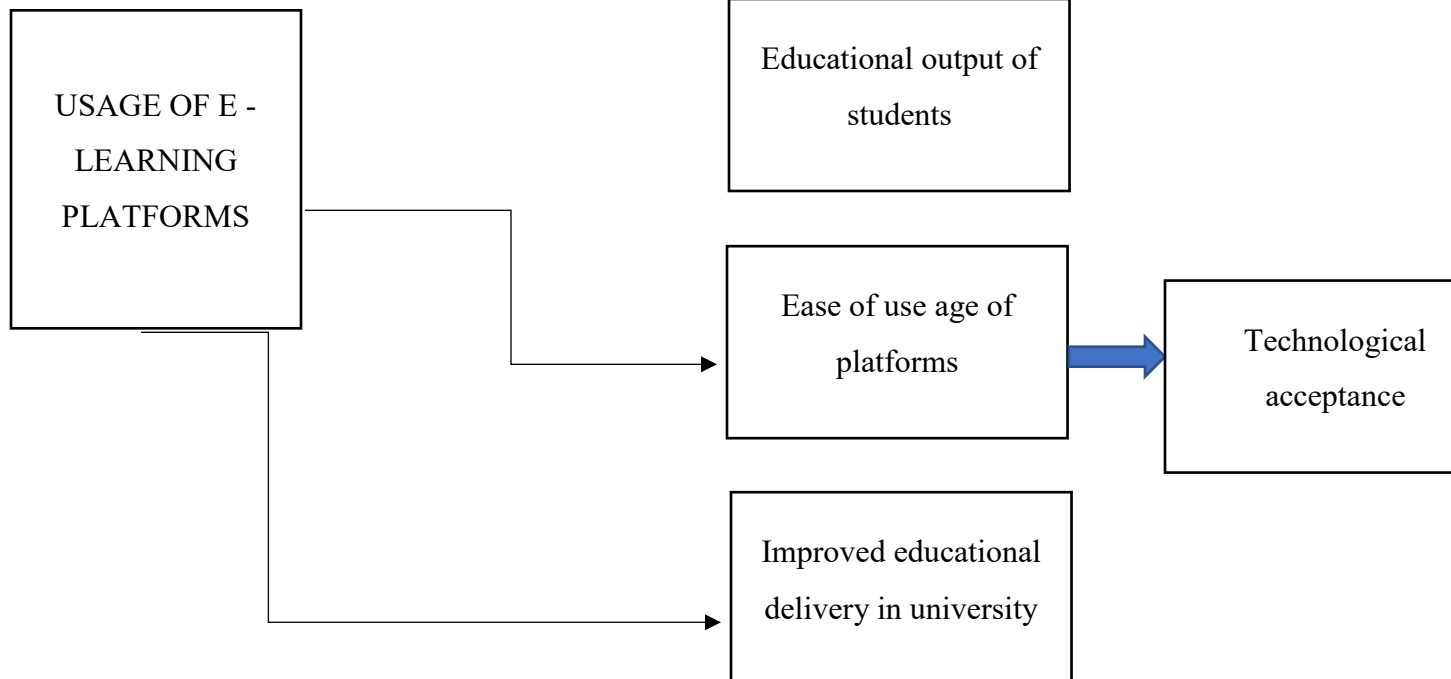 USAGE OF E -
LEARNING
PLATFORMS
Educational output of
students
Ease of use age of
platforms
Technological
acceptance
Improved educational
delivery in university